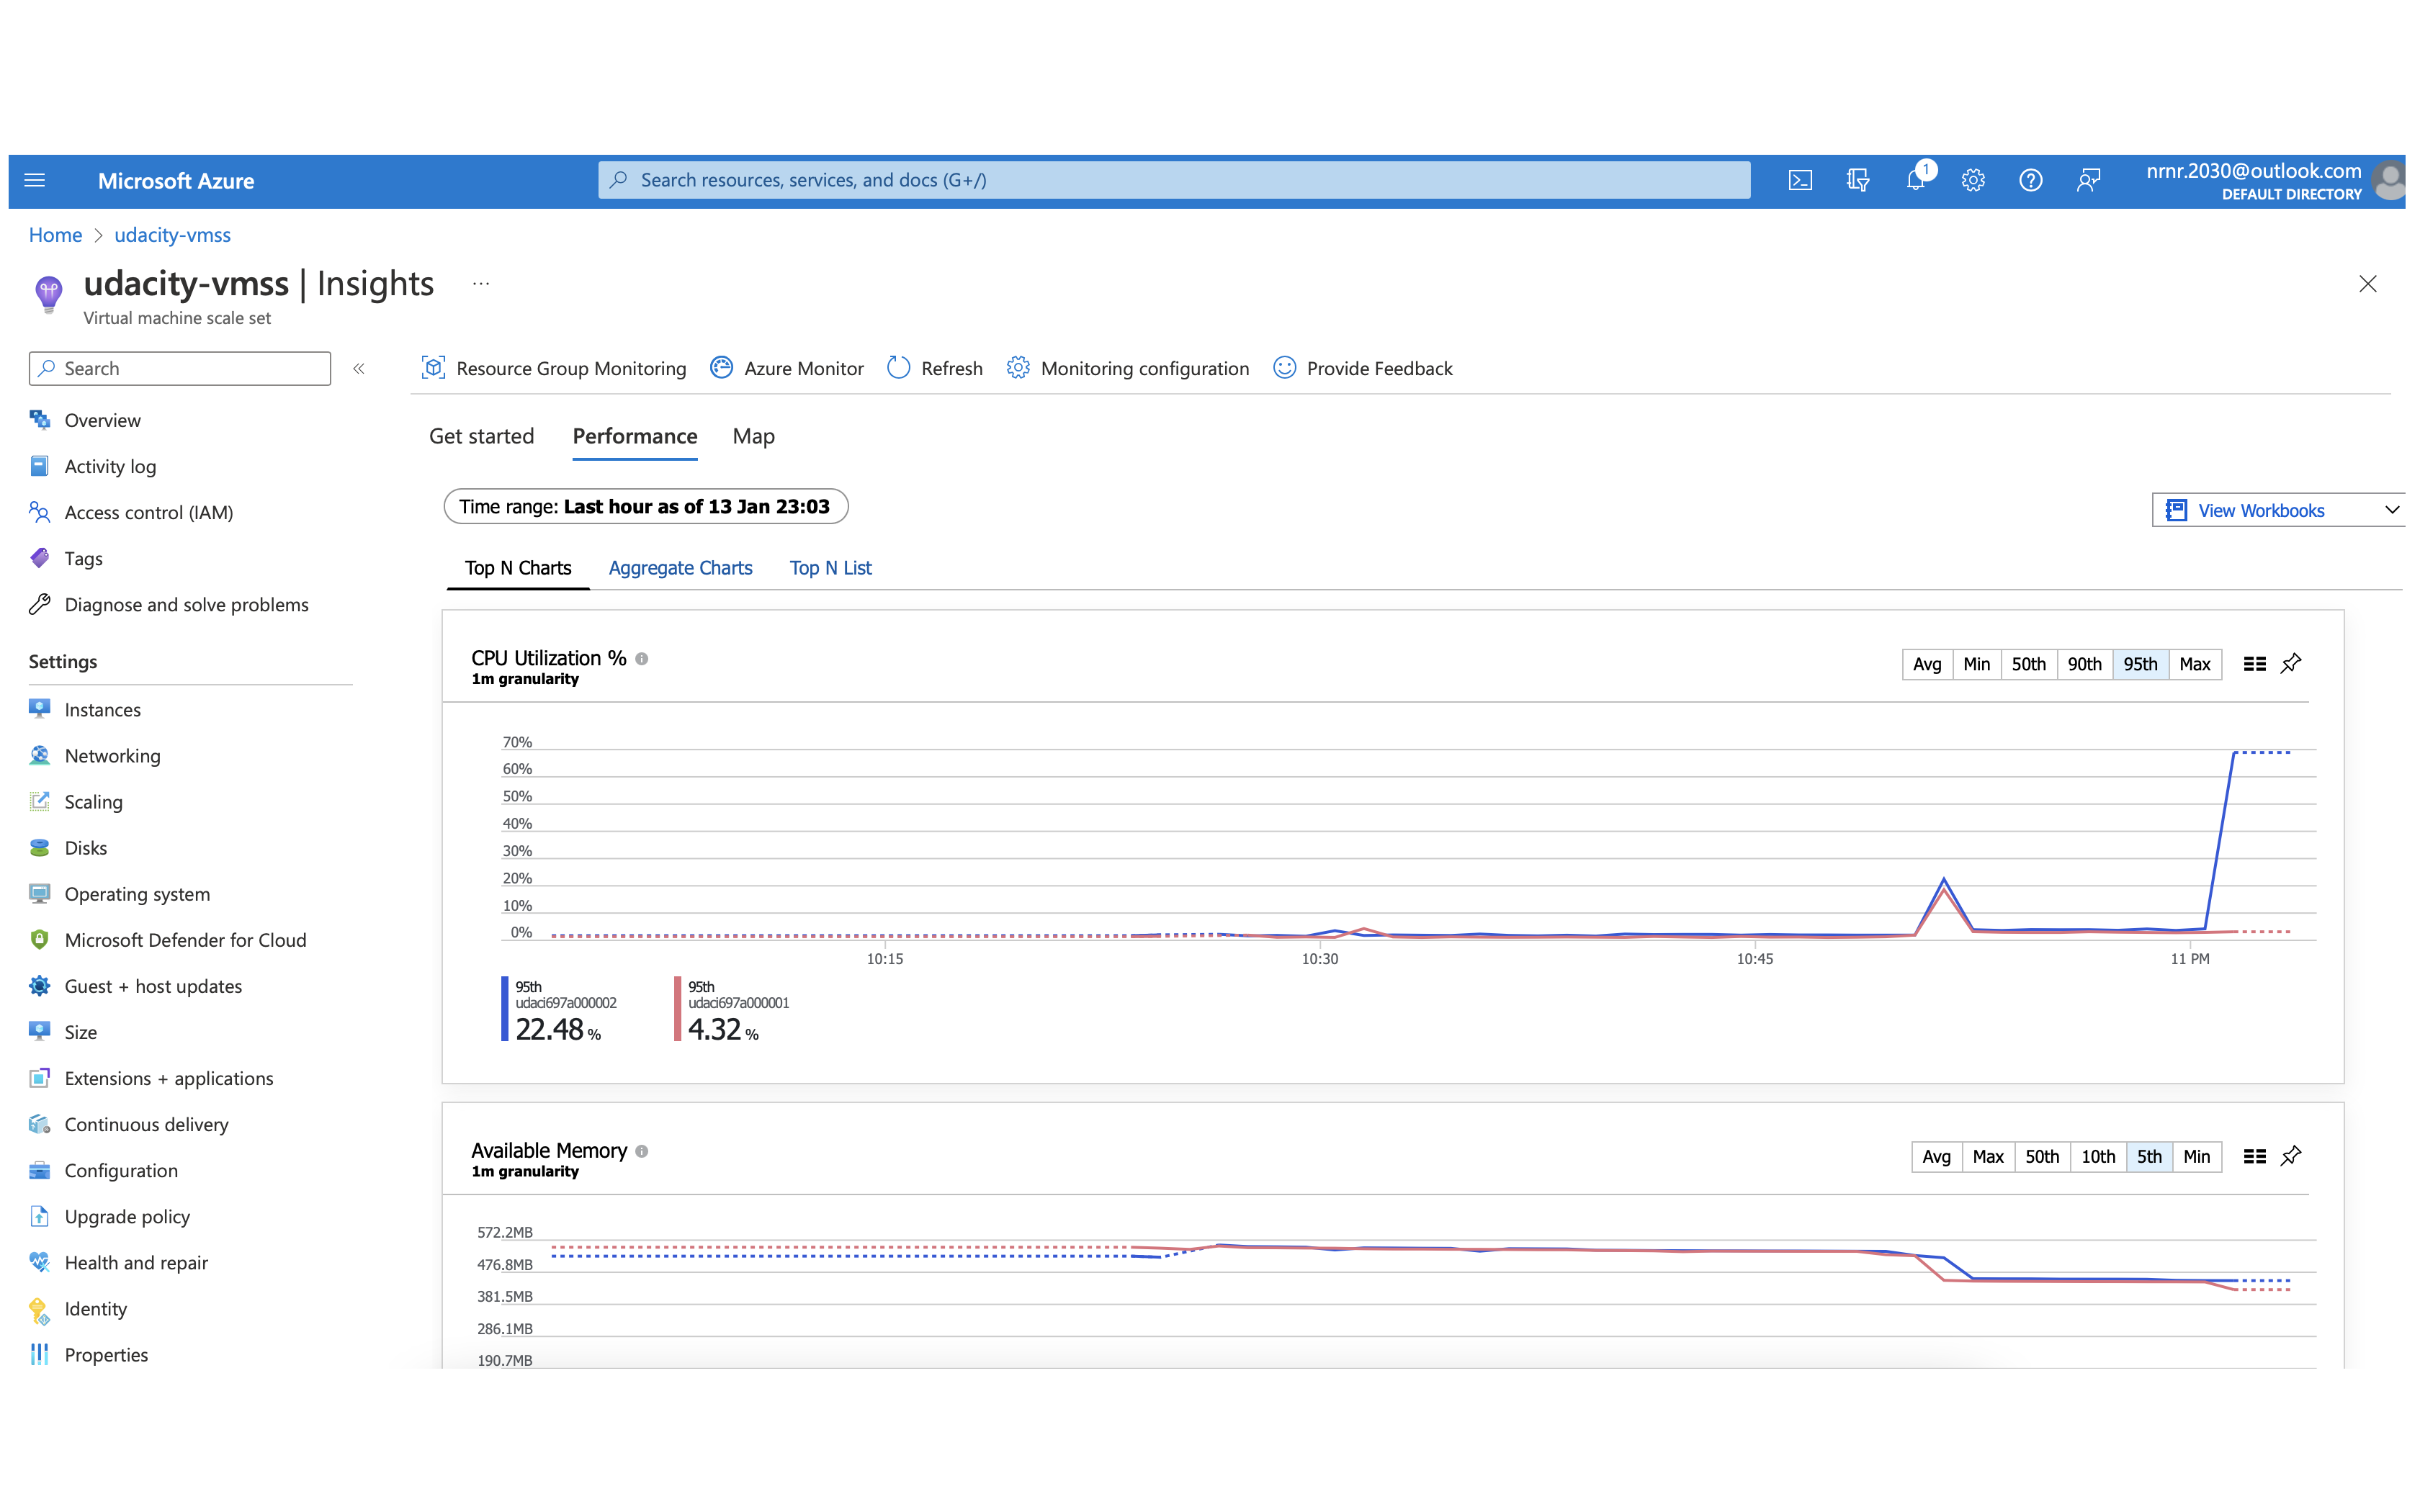 Microsoft Azure
Search resources, services, and docs (G+/)
1
nrnr.2030@outlook.com
DEFAULT DIRECTORY
Home > udacity-vmss
udacity-vmss | Insights ...
Virtual machine scale set
Search
«
Resource Group Monitoring Azure Monitor Refresh Monitoring configuration Provide Feedback
Overview
Activity log
Access control (IAM)
Tags
Diagnose and solve problems
Settings
Instances
Networking
Scaling
Disks
Operating system
Microsoft Defender for Cloud
Guest + host updates
Size
Extensions + applications
Continuous delivery
Configuration
Upgrade policy
Health and repair
Identity
Properties
Get started Performance Map
Time range: Last hour as of 13 Jan 23:03
View Workbooks
Top N Charts Aggregate Charts Top N List
CPU Utilization %
1m granularity
Avg Min 50th 90th 95th Max
70%
60%
50%
40%
30%
20%
10%
0%
10:15 10:30 10:45 11 PM
95th
udaci697a000002
22.48 %
95th
udaci697a000001
4.32 %
Available Memory
1m granularity
Avg Max 50th 10th 5th Min
572.2MB
476.8MB
381.5MB
286.1MB
190.7MB